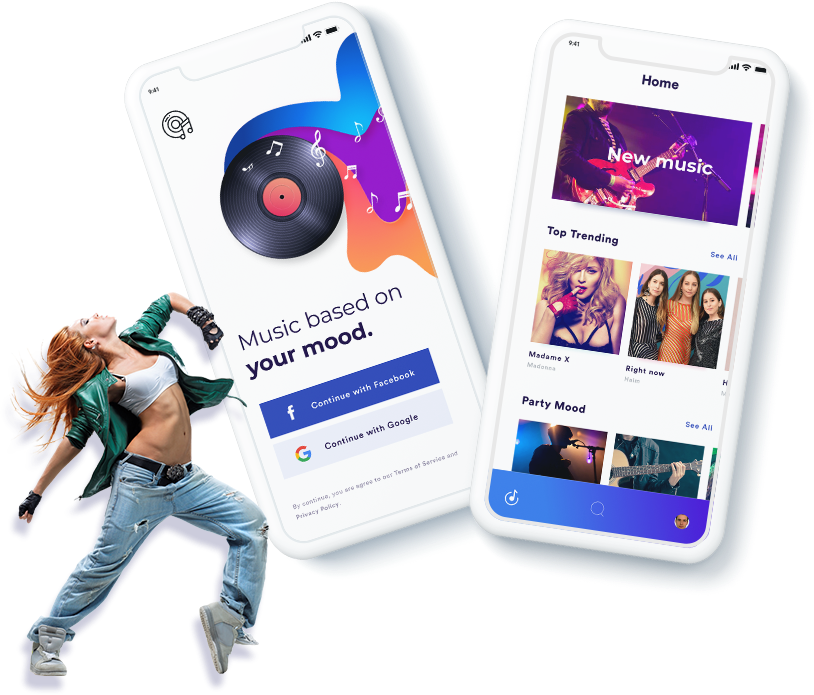 9:41
Music based on
your mood.
Continue with Facebook
Continue with Google
By continue, you are agree to our Terms of Service and
Privacy Policy.
9:41
Home
New music
Top Trending
See All
Madame X
Madonna
Right now
Haim
H
M
Party Mood
See All